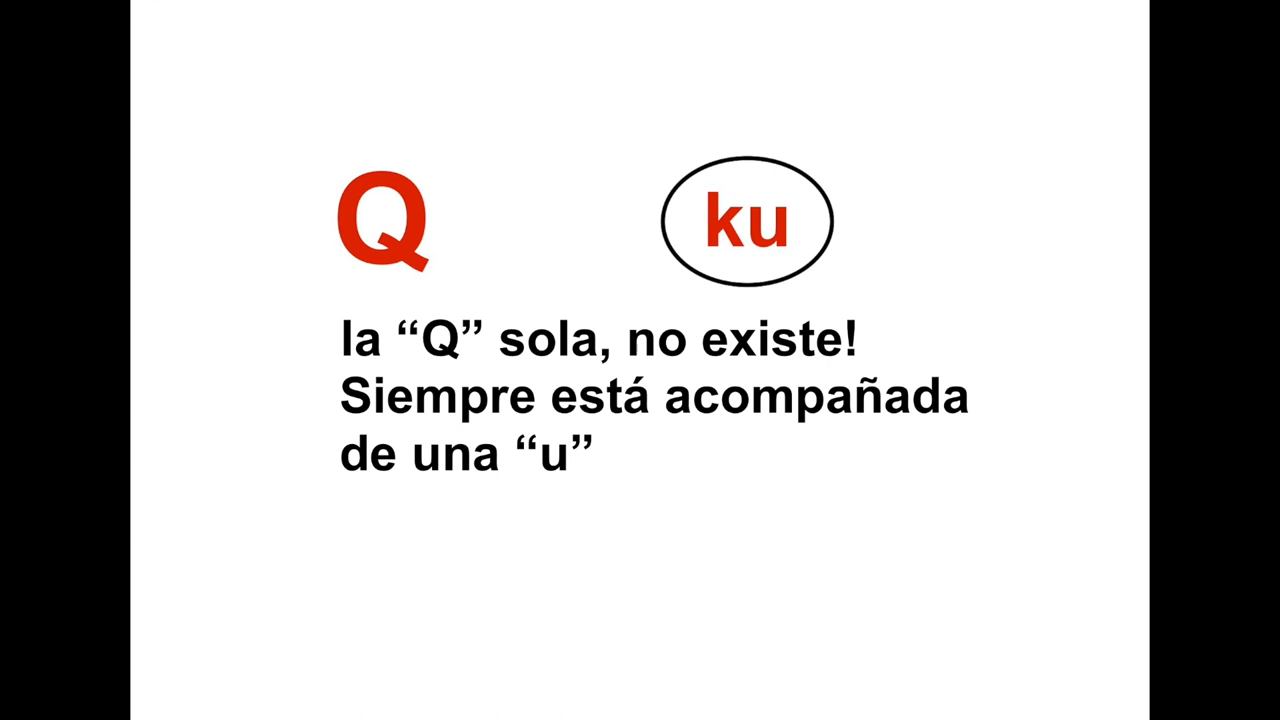 Q ku
la “Q” sola, no existe!
Siempre está acompañada
de una “u”